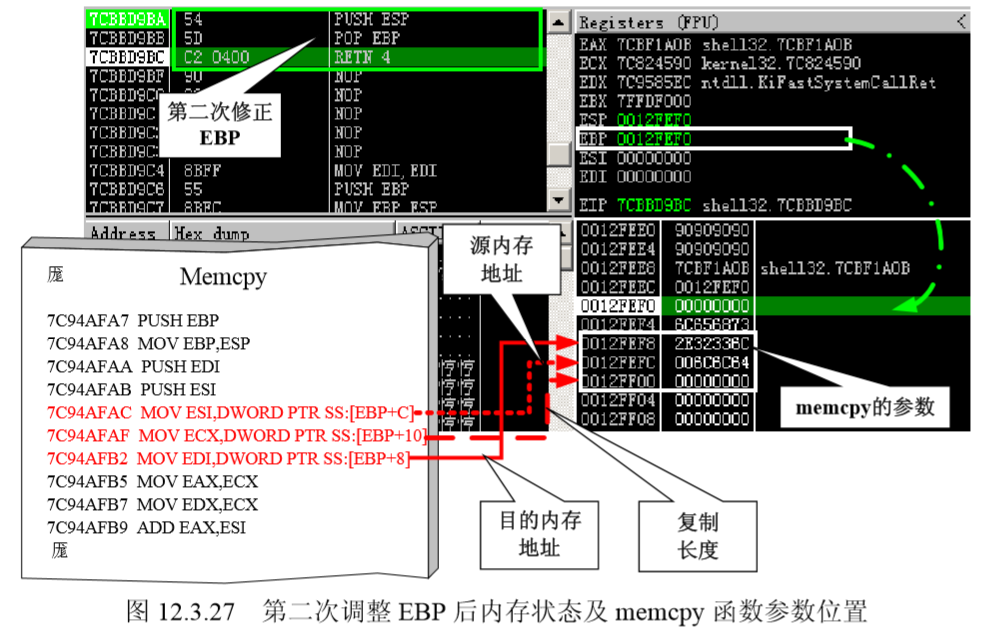 7CBBD9BA 54 PUSH ESP
7CBBD9BB 5D POP EBP
7CBBD9BC C2 0400 RETN 4
7CBBD9BF 90 NOP
NOP
NOP
NOP
NOP
7CBBD9C4 8BFF MOV EDI,EDI
7CBBD9C6 55 PUSH EBP
7CBBD9C7 8BEC MOV EBP,ESP
第二次修正
EBP
Registers (FPU) <
EAX 7CBF1A0B shell32.7CBF1A0B
ECX 7C824590 kernel32.7C824590
EDX 7C9585EC ntdll.KiFastSystemCallRet
EBX 7FFDF000
ESP 0012FEF0
EBP 0012FEF0
ESI 00000000
EDI 00000000
EIP 7CBBD9BC shell32.7CBBD9BC
Address Hex dump ASCII
源内存
地址
0012FEE0 90909090
0012FEE4 90909090
0012FEE8 7CBF1A0B shell32.7CBF1A0B
0012FEEC 0012FEF0
0012FEF0 00000000
0012FEF4 6C656873
0012FEF8 2E32336C
0012FEFC 006C6C64
0012FF00 00000000
0012FF04 00000000
0012FF08 00000000
memcpy的参数
厖 Memcpy
7C94AFA7 PUSH EBP
7C94AFA8 MOV EBP,ESP
7C94AFAA PUSH EDI
7C94AFAB PUSH ESI
7C94AFAC MOV ESI,DWORD PTR SS:[EBP+C]
7C94AFAF MOV ECX,DWORD PTR SS:[EBP+10]
7C94AFB2 MOV EDI,DWORD PTR SS:[EBP+8]
7C94AFB5 MOV EAX,ECX
7C94AFB7 MOV EDX,ECX
7C94AFB9 ADD EAX,ESI
厖
目的内存
地址
复制
长度
图 12.3.27 第二次调整 EBP 后内存状态及 memcpy 函数参数位置